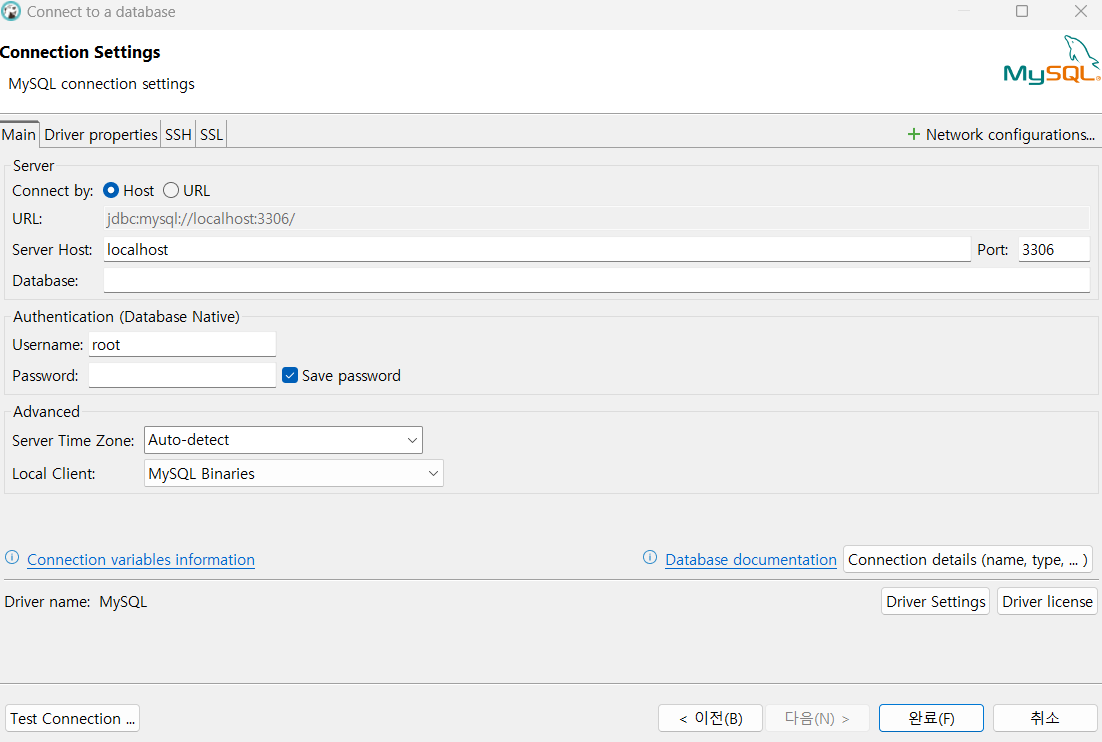 Connect to a database
Connection Settings
MySQL connection settings
MySQL®
Main Driver properties SSH SSL
Network configurations...
Server
Connect by: Host URL
URL: jdbc:mysql://localhost:3306/
Server Host: localhost Port: 3306
Database:
Authentication (Database Native)
Username: root
Password: Save password
Advanced
Server Time Zone: Auto-detect
Local Client: MySQL Binaries
Connection variables information
Database documentation Connection details (name, type, ... )
Driver name: MySQL Driver Settings Driver license
Test Connection ... < 이전(B) 다음(N) > 완료(F) 취소